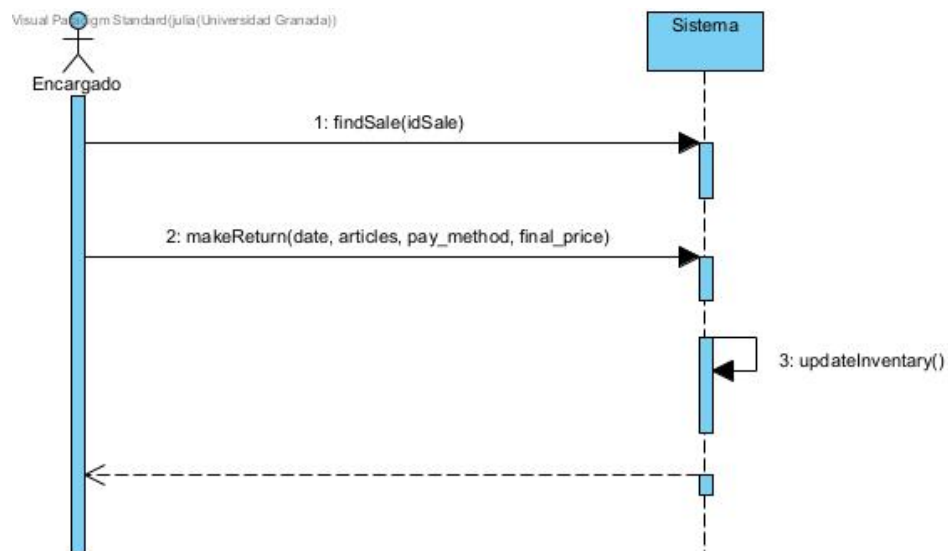 Visual Paradigm Standard(julia(Universidad Granada))
Sistema
Encargado
1: findSale(idSale)
2: makeReturn(date, articles, pay_method, final_price)
3: updateInventary()